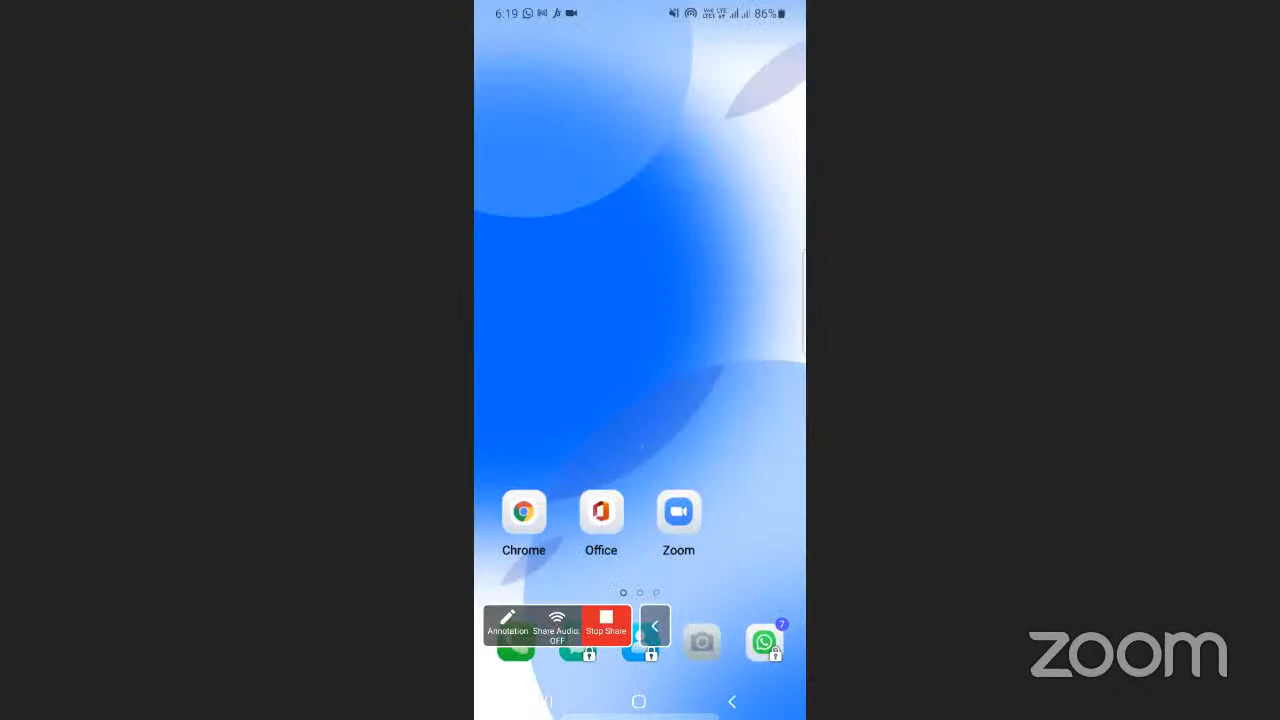 6:19
86%
Chrome Office Zoom
Annotation Share Audio: OFF Stop Share
7
zoom